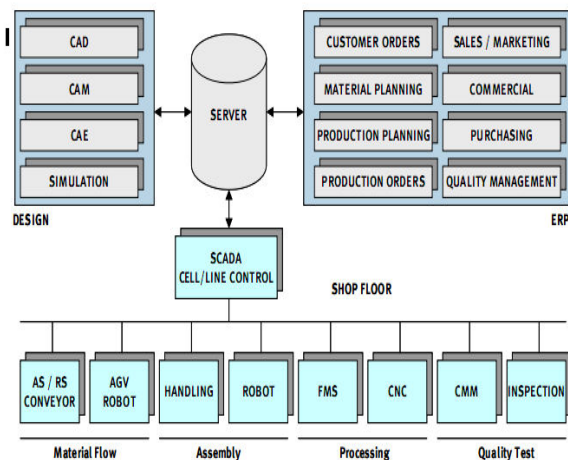 I
CAD
CAM
CAE
SIMULATION
DESIGN
SERVER
CUSTOMER ORDERS
SALES / MARKETING
MATERIAL PLANNING
COMMERCIAL
PRODUCTION PLANNING
PURCHASING
PRODUCTION ORDERS
QUALITY MANAGEMENT
ERP
SCADA
CELL/LINE CONTROL
SHOP FLOOR
AS / RS
CONVEYOR
AGV
ROBOT
HANDLING
ROBOT
FMS
CNC
CMM
INSPECTION
Material Flow
Assembly
Processing
Quality Test